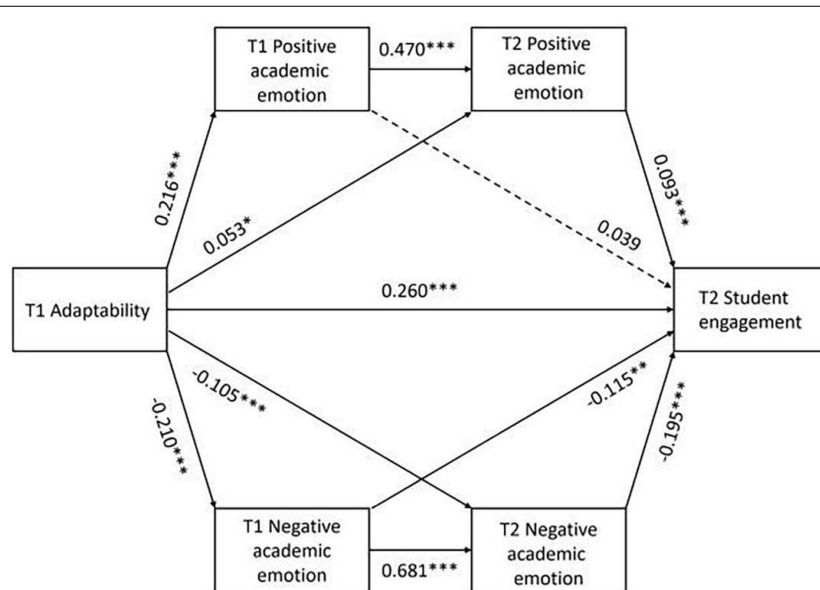 T1 Positive
academic
emotion
0.470***
T2 Positive
academic
emotion
0.216***
0.053*
0.039
0.093***
T1 Adaptability
0.260***
T2 Student
engagement
-0.210***
-0.105***
-0.115**
-0.195***
T1 Negative
academic
emotion
0.681***
T2 Negative
academic
emotion